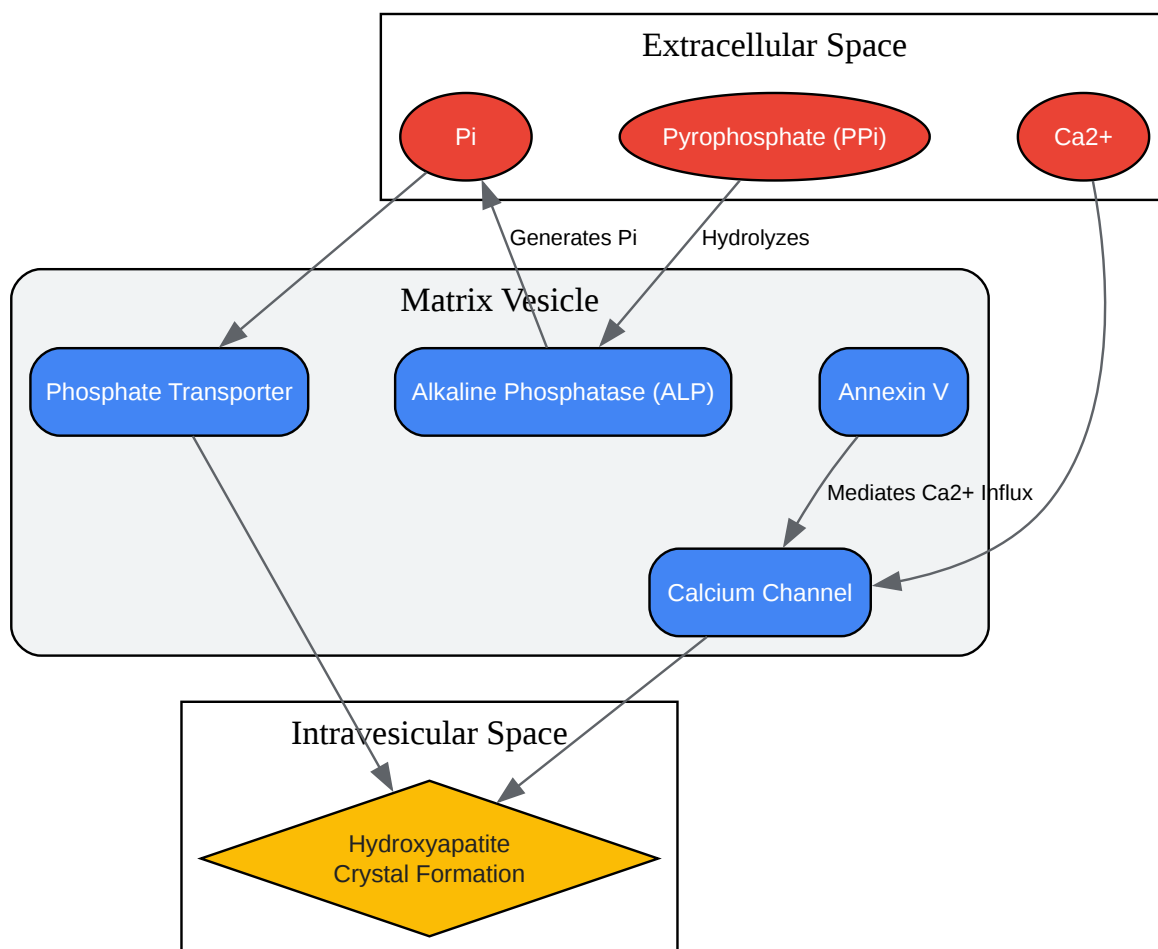 Extracellular Space
Pi
Pyrophosphate (PPi)
Ca2+
Generates Pi
Hydrolyzes
Matrix Vesicle
Phosphate Transporter
Alkaline Phosphatase (ALP)
Annexin V
Mediates Ca2+ Influx
Calcium Channel
Intravesicular Space
Hydroxyapatite
Crystal Formation